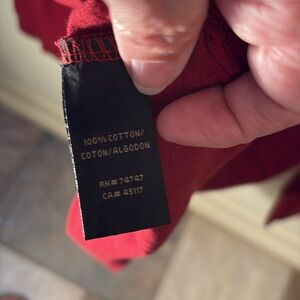 100% COTTON/
COTON/ALGODON
RN# 74747
CA# 45117